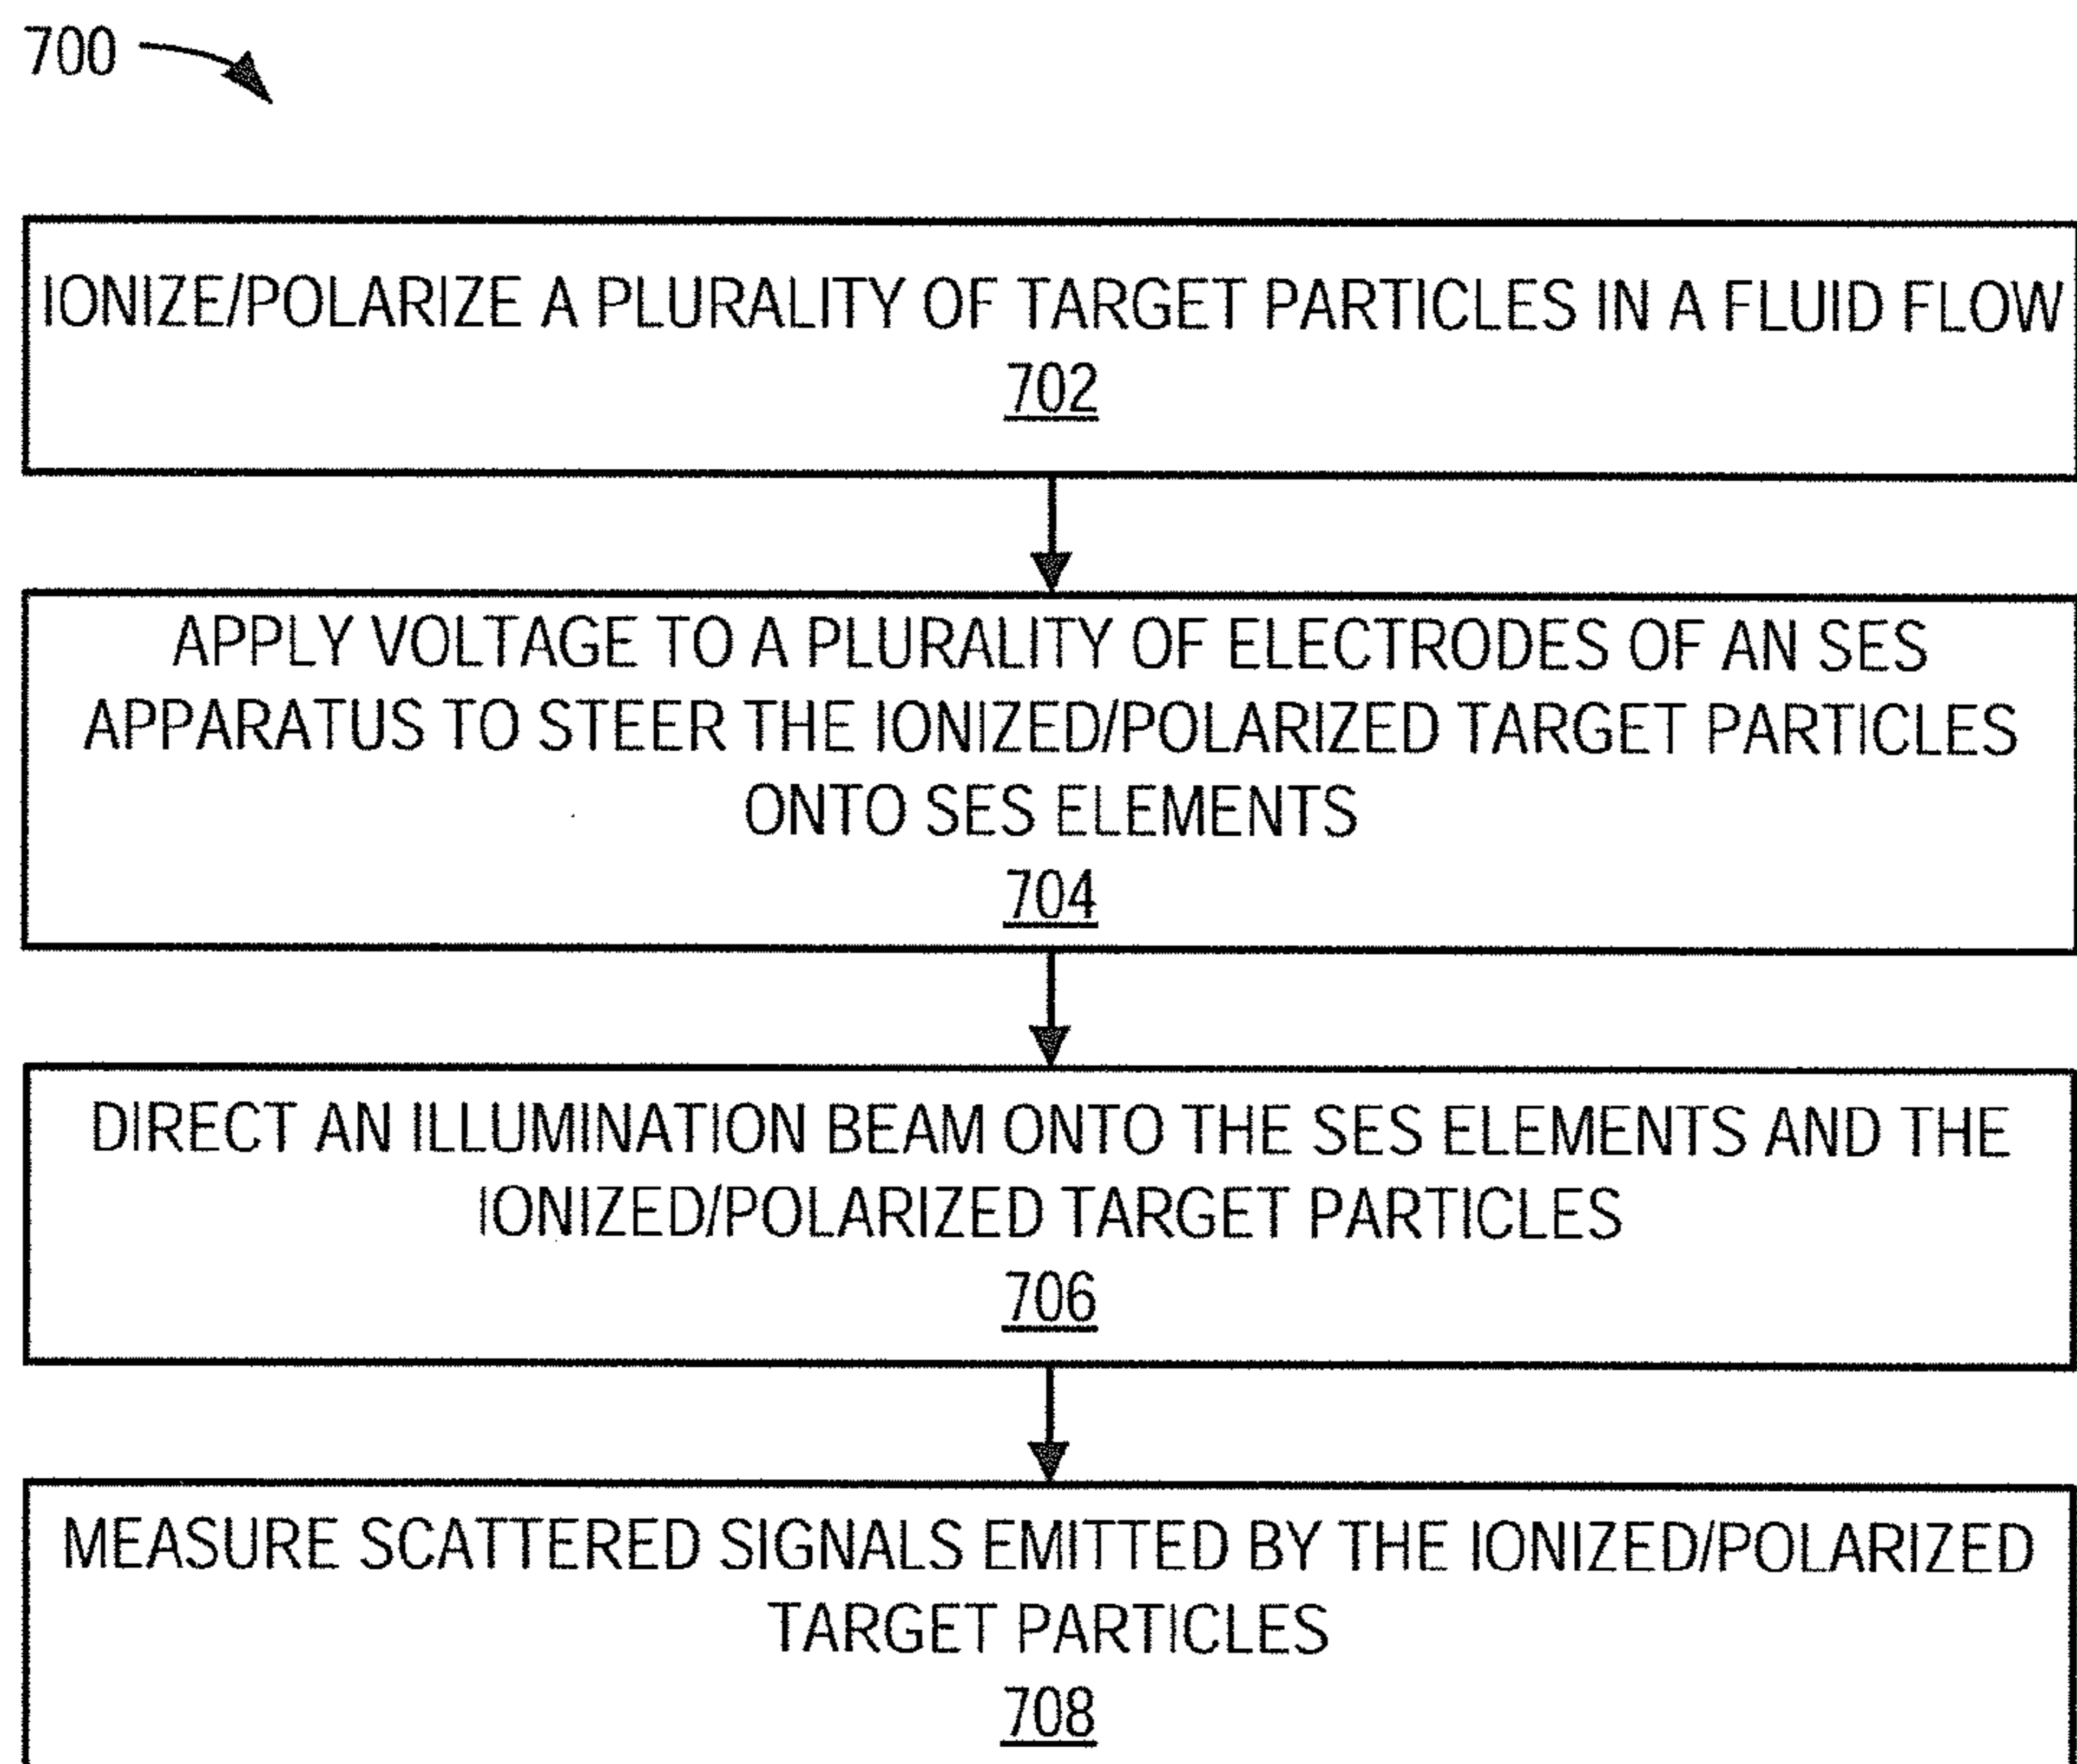 700
IONIZE/POLARIZE A PLURALITY OF TARGET PARTICLES IN A FLUID FLOW
702
APPLY VOLTAGE TO A PLURALITY OF ELECTRODES OF AN SES
APPARATUS TO STEER THE IONIZED/POLARIZED TARGET PARTICLES
ONTO SES ELEMENTS
704
DIRECT AN ILLUMINATION BEAM ONTO THE SES ELEMENTS AND THE
IONIZED/POLARIZED TARGET PARTICLES
706
MEASURE SCATTERED SIGNALS EMITTED BY THE IONIZED/POLARIZED
TARGET PARTICLES
708